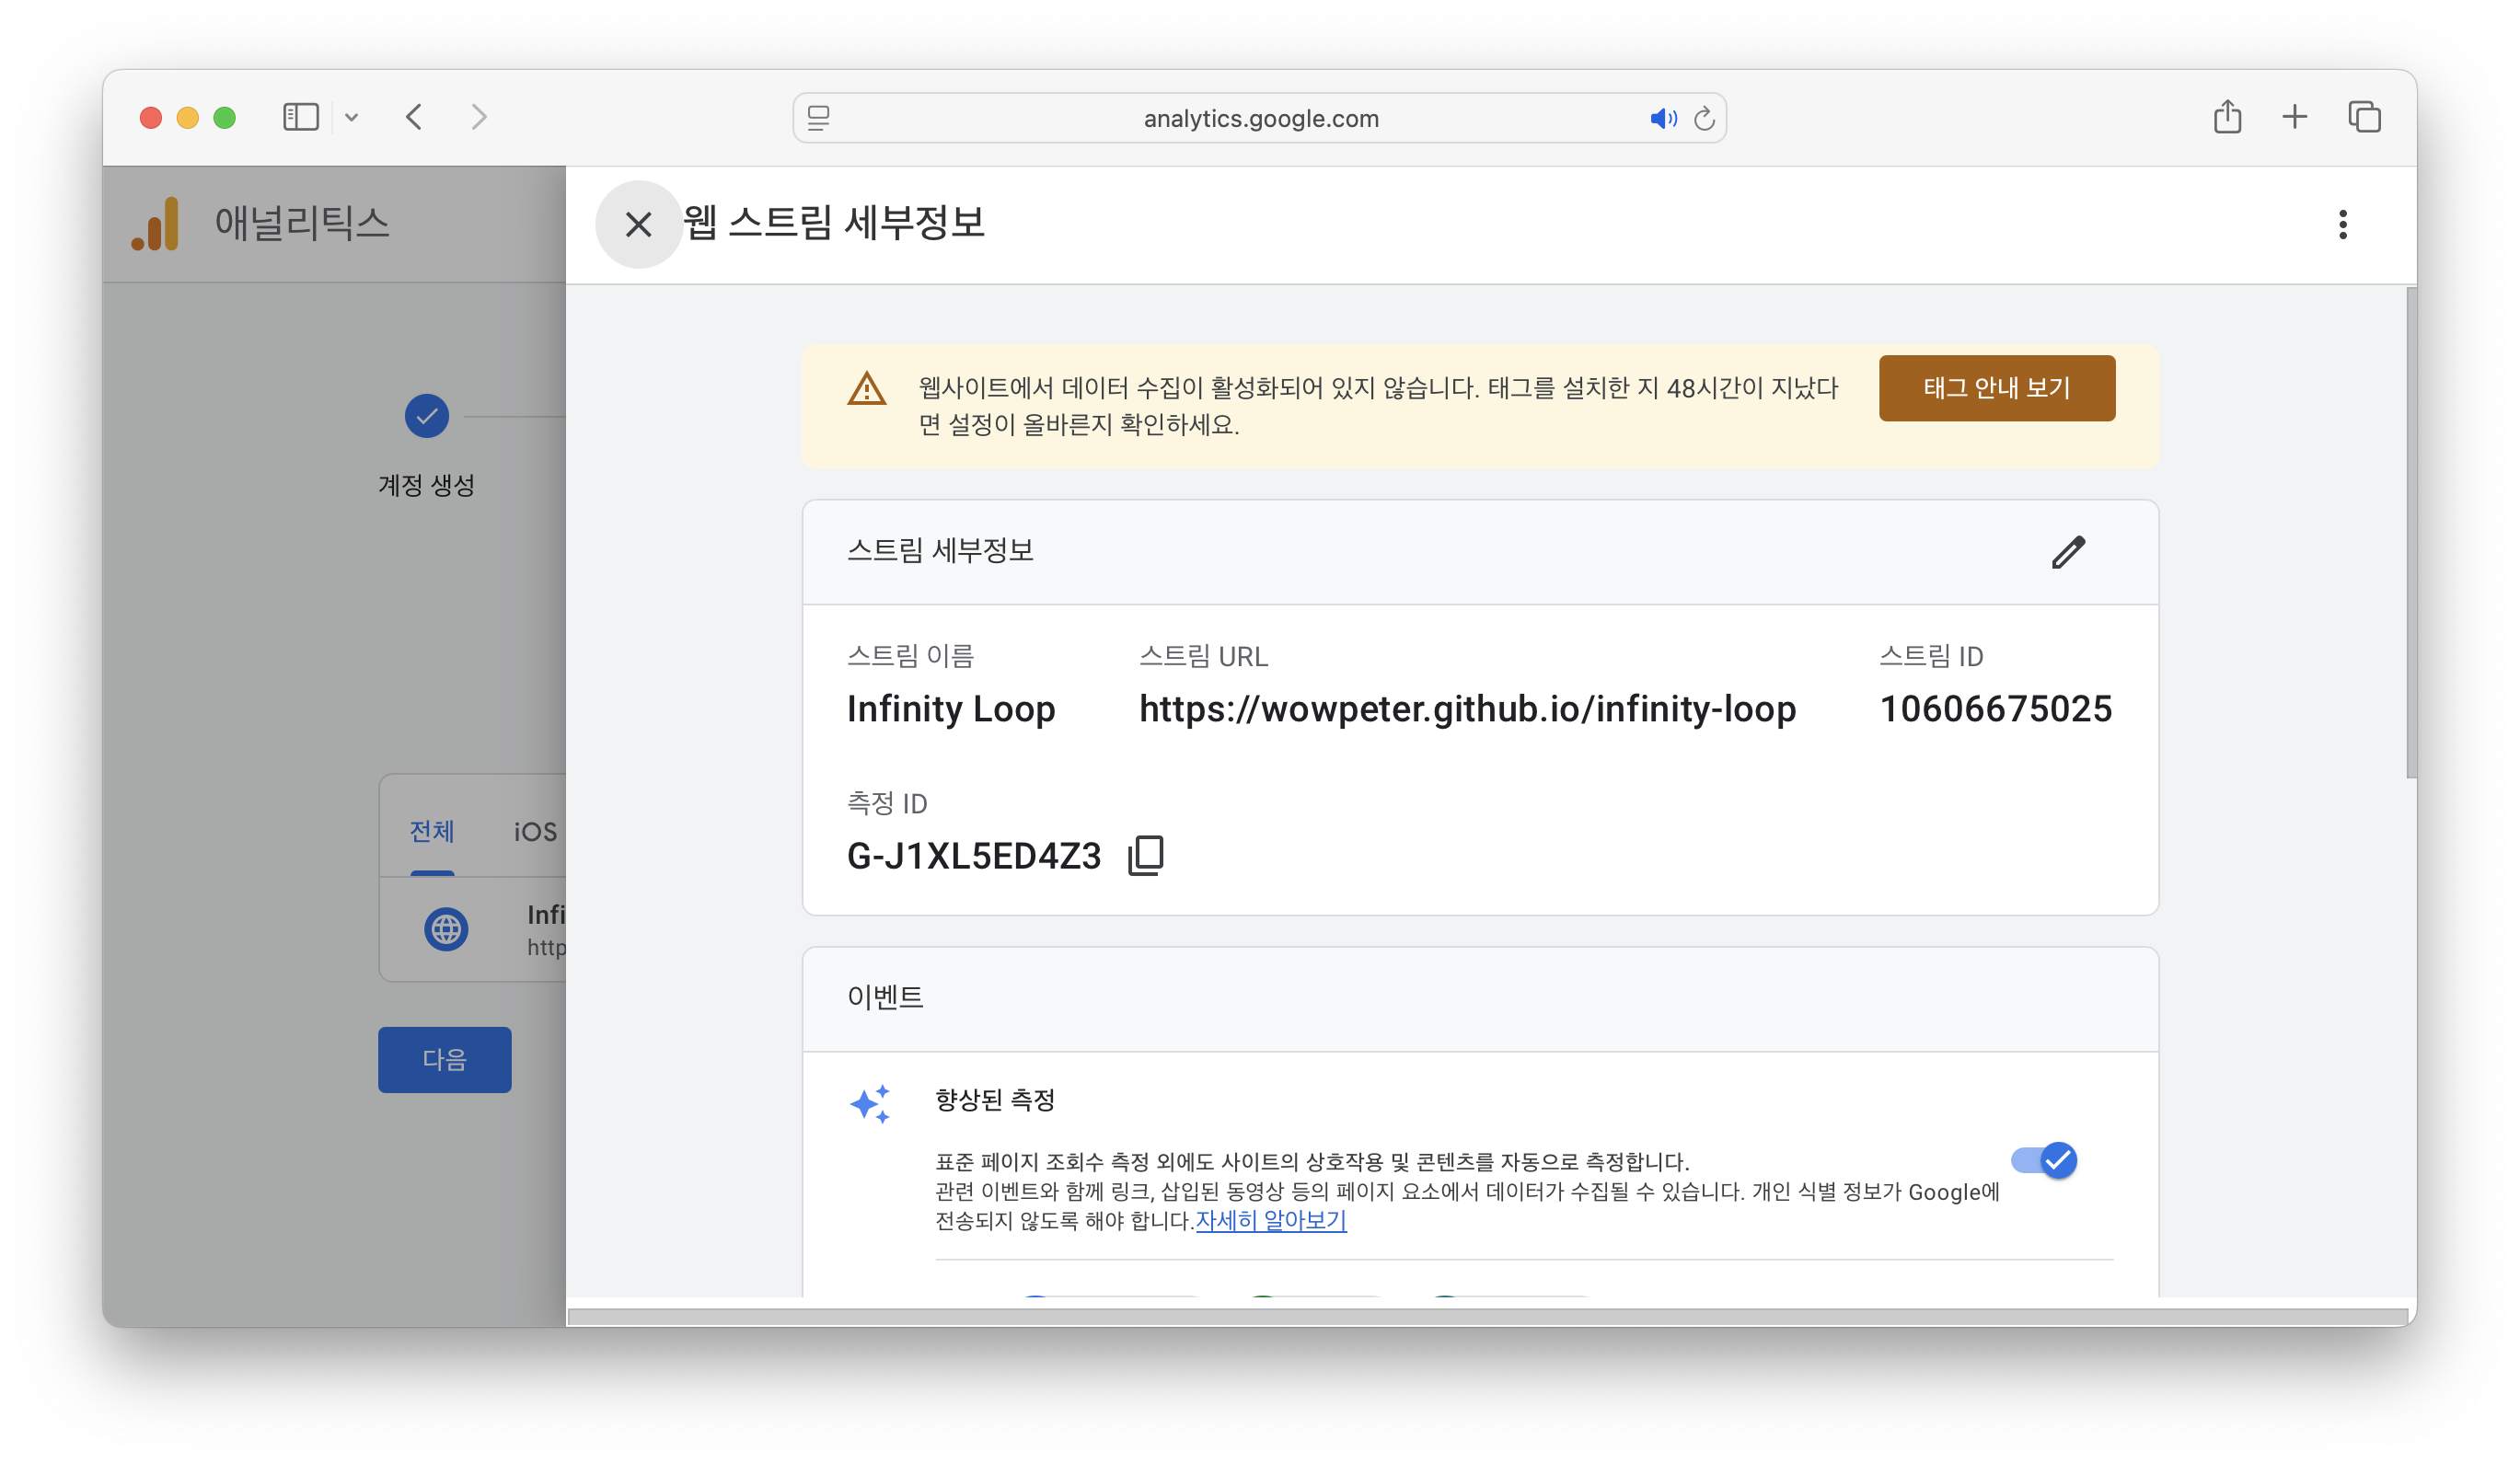 analytics.google.com
애널리틱스
웹 스트림 세부정보
계정 생성
웹사이트에서 데이터 수집이 활성화되어 있지 않습니다. 태그를 설치한 지 48시간이 지났다
면 설정이 올바른지 확인하세요.
태그 안내 보기
스트림 세부정보
스트림 이름
Infinity Loop
스트림 URL
https://wowpeter.github.io/infinity-loop
스트림 ID
10606675025
측정 ID
G-J1XL5ED4Z3
전체
iOS
Infi
http
다음
이벤트
향상된 측정
표준 페이지 조회수 측정 외에도 사이트의 상호작용 및 콘텐츠를 자동으로 측정합니다.
관련 이벤트와 함께 링크, 삽입된 동영상 등의 페이지 요소에서 데이터가 수집될 수 있습니다. 개인 식별 정보가 Google에
전송되지 않도록 해야 합니다.자세히 알아보기